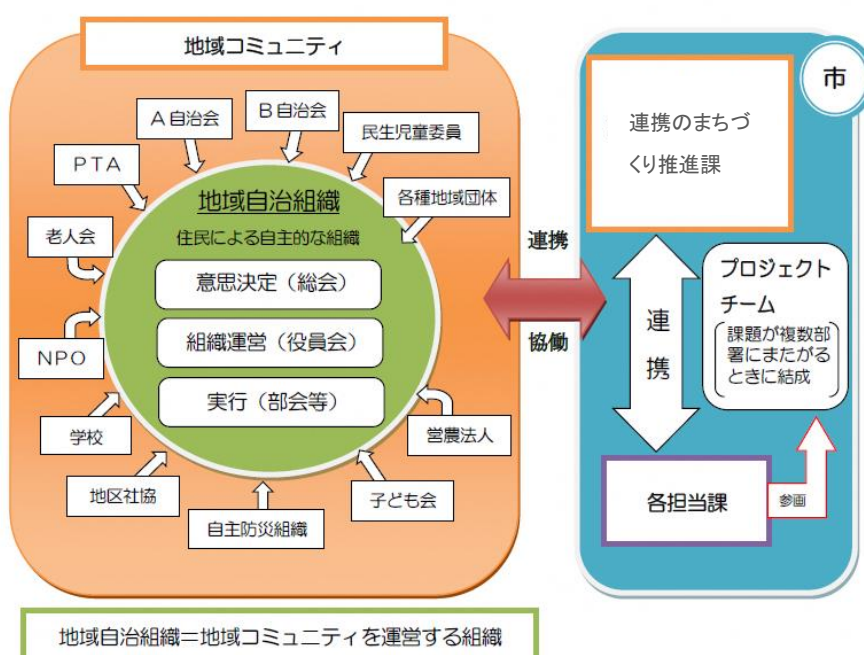 地域コミュニティ
A自治会
B自治会
民生児童委員
PTA
各種地域団体
老人会
NPO
学校
地区社協
自主防災組織
子ども会
営農法人
地域自治組織
住民による自主的な組織
意思決定（総会）
組織運営（役員会）
実行（部会等）
連携
協働
市
連携のまちづ
くり推進課
連携
プロジェクト
チーム
課題が複数部
署にまたがる
ときに結成
各担当課
参画
地域自治組織＝地域コミュニティを運営する組織